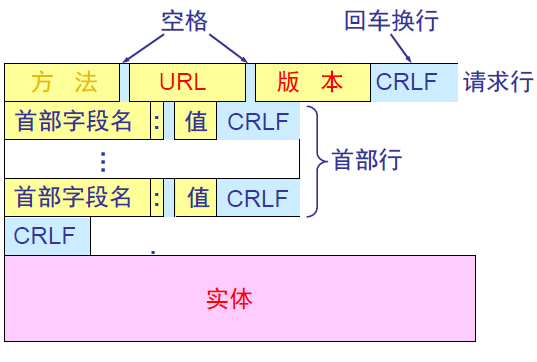 空格 回车换行
方 法 URL 版 本 CRLF 请求行
首部字段名 : 值 CRLF
⋮ 首部行
首部字段名 : 值 CRLF
CRLF
实体